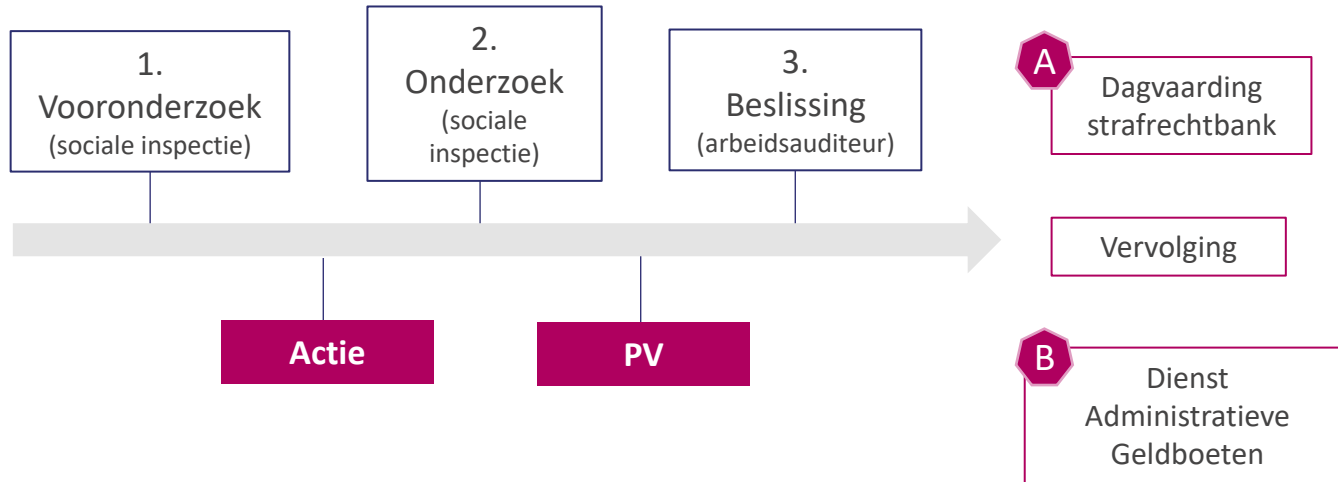 1.
Vooronderzoek
(sociale inspectie)
2.
Onderzoek
(sociale
inspectie)
3.
Beslissing
(arbeidsauditeur)
Actie
PV
A
Dagvaarding
strafrechtbank
Vervolging
B
Dienst
Administratieve
Geldboeten